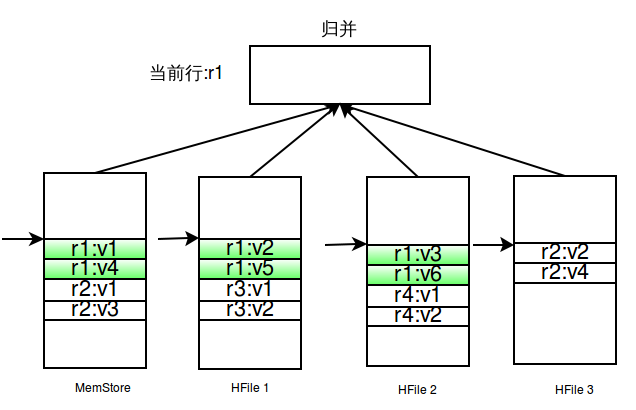 归并
当前行:r1
r1:v1
r1:v4
r2:v1
r2:v3
MemStore
r1:v2
r1:v5
r3:v1
r3:v2
HFile 1
r1:v3
r1:v6
r4:v1
r4:v2
HFile 2
r2:v2
r2:v4
HFile 3